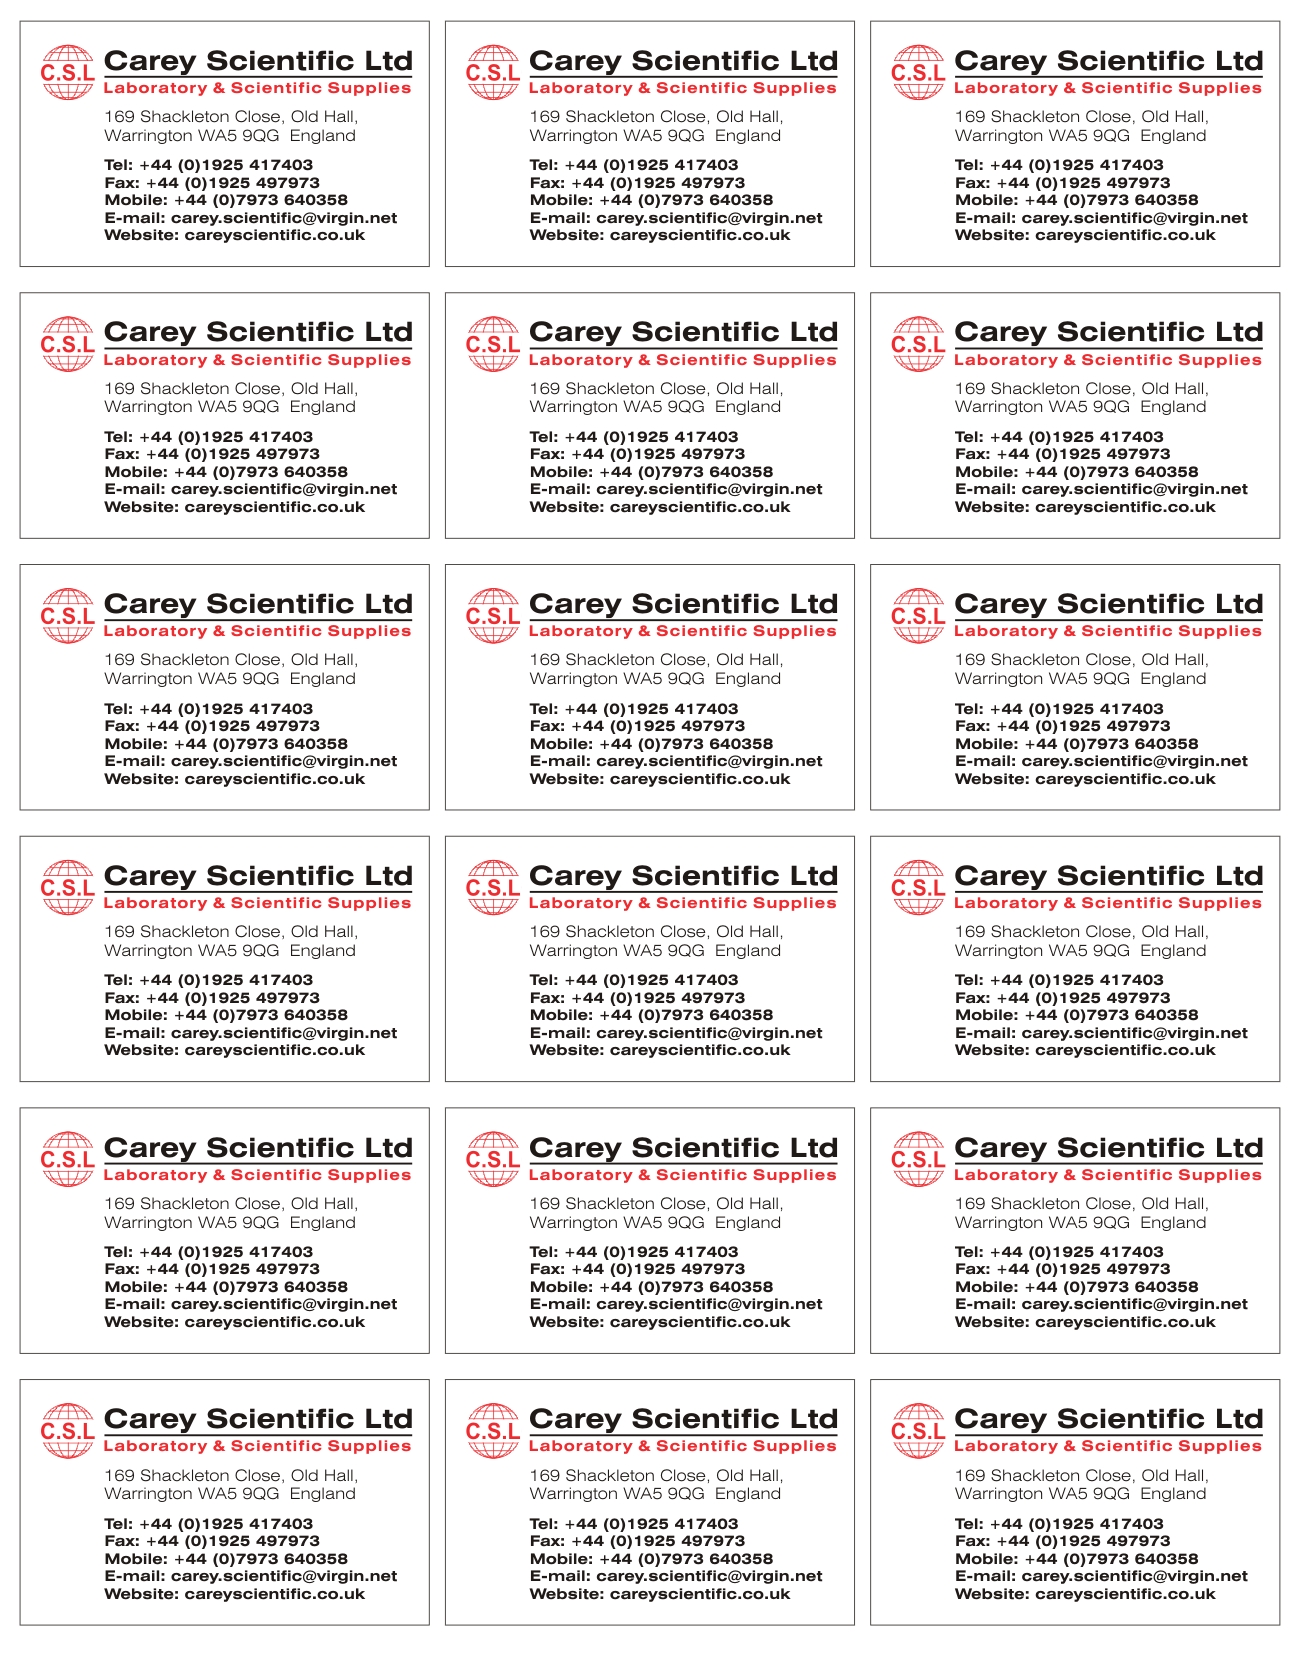 C.S.L
Carey Scientific Ltd
Laboratory & Scientific Supplies
169 Shackleton Close, Old Hall,
Warrington WA5 9QG  England
Tel: +44 (0)1925 417403
Fax: +44 (0)1925 497973
Mobile: +44 (0)7973 640358
E-mail: carey.scientific@virgin.net
Website: careyscientific.co.uk
C.S.L
Carey Scientific Ltd
Laboratory & Scientific Supplies
169 Shackleton Close, Old Hall,
Warrington WA5 9QG  England
Tel: +44 (0)1925 417403
Fax: +44 (0)1925 497973
Mobile: +44 (0)7973 640358
E-mail: carey.scientific@virgin.net
Website: careyscientific.co.uk
C.S.L
Carey Scientific Ltd
Laboratory & Scientific Supplies
169 Shackleton Close, Old Hall,
Warrington WA5 9QG  England
Tel: +44 (0)1925 417403
Fax: +44 (0)1925 497973
Mobile: +44 (0)7973 640358
E-mail: carey.scientific@virgin.net
Website: careyscientific.co.uk
C.S.L
Carey Scientific Ltd
Laboratory & Scientific Supplies
169 Shackleton Close, Old Hall,
Warrington WA5 9QG  England
Tel: +44 (0)1925 417403
Fax: +44 (0)1925 497973
Mobile: +44 (0)7973 640358
E-mail: carey.scientific@virgin.net
Website: careyscientific.co.uk
C.S.L
Carey Scientific Ltd
Laboratory & Scientific Supplies
169 Shackleton Close, Old Hall,
Warrington WA5 9QG  England
Tel: +44 (0)1925 417403
Fax: +44 (0)1925 497973
Mobile: +44 (0)7973 640358
E-mail: carey.scientific@virgin.net
Website: careyscientific.co.uk
C.S.L
Carey Scientific Ltd
Laboratory & Scientific Supplies
169 Shackleton Close, Old Hall,
Warrington WA5 9QG  England
Tel: +44 (0)1925 417403
Fax: +44 (0)1925 497973
Mobile: +44 (0)7973 640358
E-mail: carey.scientific@virgin.net
Website: careyscientific.co.uk
C.S.L
Carey Scientific Ltd
Laboratory & Scientific Supplies
169 Shackleton Close, Old Hall,
Warrington WA5 9QG  England
Tel: +44 (0)1925 417403
Fax: +44 (0)1925 497973
Mobile: +44 (0)7973 640358
E-mail: carey.scientific@virgin.net
Website: careyscientific.co.uk
C.S.L
Carey Scientific Ltd
Laboratory & Scientific Supplies
169 Shackleton Close, Old Hall,
Warrington WA5 9QG  England
Tel: +44 (0)1925 417403
Fax: +44 (0)1925 497973
Mobile: +44 (0)7973 640358
E-mail: carey.scientific@virgin.net
Website: careyscientific.co.uk
C.S.L
Carey Scientific Ltd
Laboratory & Scientific Supplies
169 Shackleton Close, Old Hall,
Warrington WA5 9QG  England
Tel: +44 (0)1925 417403
Fax: +44 (0)1925 497973
Mobile: +44 (0)7973 640358
E-mail: carey.scientific@virgin.net
Website: careyscientific.co.uk
C.S.L
Carey Scientific Ltd
Laboratory & Scientific Supplies
169 Shackleton Close, Old Hall,
Warrington WA5 9QG  England
Tel: +44 (0)1925 417403
Fax: +44 (0)1925 497973
Mobile: +44 (0)7973 640358
E-mail: carey.scientific@virgin.net
Website: careyscientific.co.uk
C.S.L
Carey Scientific Ltd
Laboratory & Scientific Supplies
169 Shackleton Close, Old Hall,
Warrington WA5 9QG  England
Tel: +44 (0)1925 417403
Fax: +44 (0)1925 497973
Mobile: +44 (0)7973 640358
E-mail: carey.scientific@virgin.net
Website: careyscientific.co.uk
C.S.L
Carey Scientific Ltd
Laboratory & Scientific Supplies
169 Shackleton Close, Old Hall,
Warrington WA5 9QG  England
Tel: +44 (0)1925 417403
Fax: +44 (0)1925 497973
Mobile: +44 (0)7973 640358
E-mail: carey.scientific@virgin.net
Website: careyscientific.co.uk
C.S.L
Carey Scientific Ltd
Laboratory & Scientific Supplies
169 Shackleton Close, Old Hall,
Warrington WA5 9QG  England
Tel: +44 (0)1925 417403
Fax: +44 (0)1925 497973
Mobile: +44 (0)7973 640358
E-mail: carey.scientific@virgin.net
Website: careyscientific.co.uk
C.S.L
Carey Scientific Ltd
Laboratory & Scientific Supplies
169 Shackleton Close, Old Hall,
Warrington WA5 9QG  England
Tel: +44 (0)1925 417403
Fax: +44 (0)1925 497973
Mobile: +44 (0)7973 640358
E-mail: carey.scientific@virgin.net
Website: careyscientific.co.uk
C.S.L
Carey Scientific Ltd
Laboratory & Scientific Supplies
169 Shackleton Close, Old Hall,
Warrington WA5 9QG  England
Tel: +44 (0)1925 417403
Fax: +44 (0)1925 497973
Mobile: +44 (0)7973 640358
E-mail: carey.scientific@virgin.net
Website: careyscientific.co.uk
C.S.L
Carey Scientific Ltd
Laboratory & Scientific Supplies
169 Shackleton Close, Old Hall,
Warrington WA5 9QG  England
Tel: +44 (0)1925 417403
Fax: +44 (0)1925 497973
Mobile: +44 (0)7973 640358
E-mail: carey.scientific@virgin.net
Website: careyscientific.co.uk
C.S.L
Carey Scientific Ltd
Laboratory & Scientific Supplies
169 Shackleton Close, Old Hall,
Warrington WA5 9QG  England
Tel: +44 (0)1925 417403
Fax: +44 (0)1925 497973
Mobile: +44 (0)7973 640358
E-mail: carey.scientific@virgin.net
Website: careyscientific.co.uk
C.S.L
Carey Scientific Ltd
Laboratory & Scientific Supplies
169 Shackleton Close, Old Hall,
Warrington WA5 9QG  England
Tel: +44 (0)1925 417403
Fax: +44 (0)1925 497973
Mobile: +44 (0)7973 640358
E-mail: carey.scientific@virgin.net
Website: careyscientific.co.uk